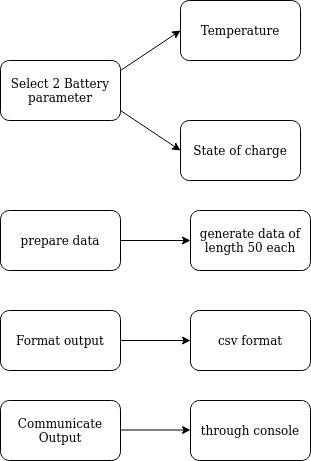 Temperature
Select 2 Battery
parameter
State of charge
prepare data
generate data of
length 50 each
Format output
csv format
Communicate
Output
through console